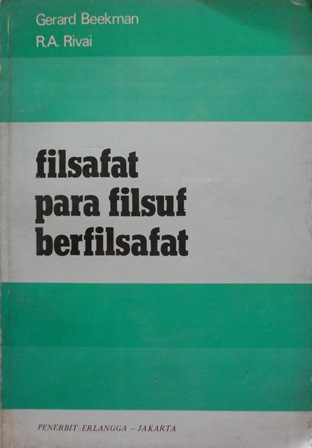 Gerard Beekman
R.A. Rivai
filsafat
para filsuf
berfilsafat
PENERBIT ERLANGGA – JAKARTA